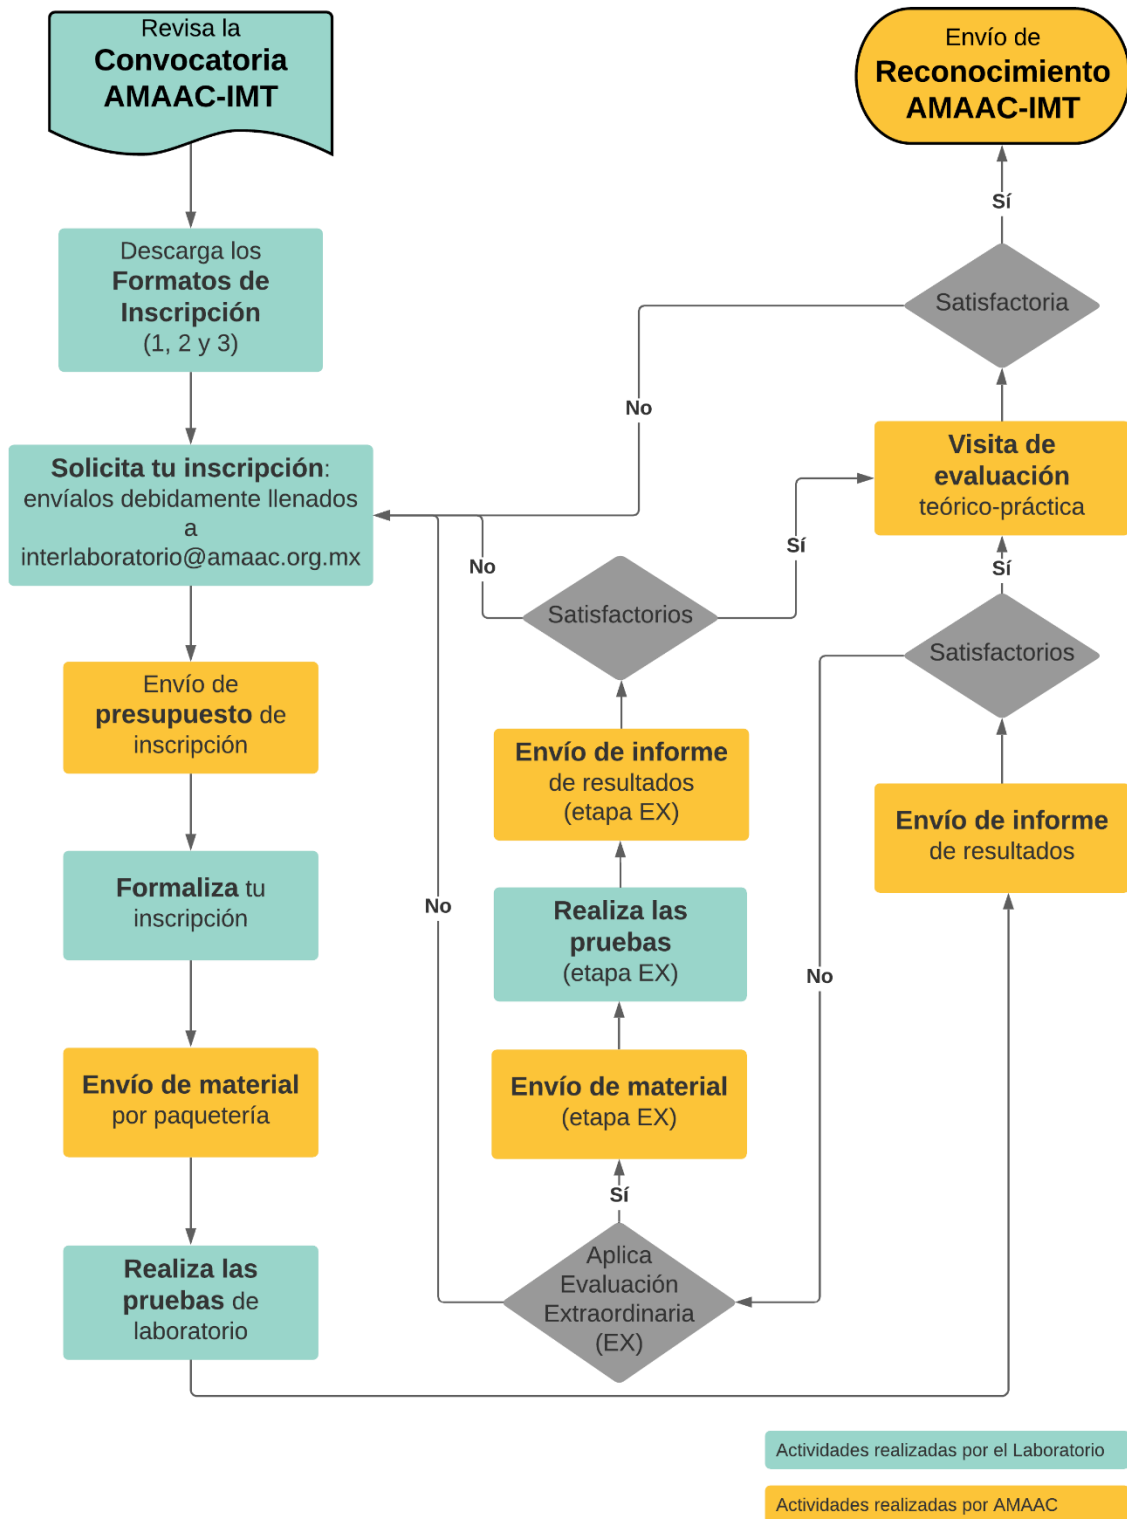 Revisa la
Convocatoria
AMAAC-IMT
Descarga los
Formatos de
Inscripción
(1, 2 y 3)
Solicita tu inscripción:
envíalos debidamente llenados
a
interlaboratorio@amaac.org.mx
Envío de
presupuesto de
inscripción
Formaliza tu
inscripción
Envío de material
por paquetería
Realiza las
pruebas de
laboratorio
Envío de informe
de resultados
Satisfactorios
Sí
No
Aplica
Evaluación
Extraordinaria
(EX)
Sí
No
Envío de material
(etapa EX)
Realiza las
pruebas
(etapa EX)
Envío de informe
de resultados
(etapa EX)
Satisfactorios
No
Sí
Visita de
evaluación
teórico-práctica
Satisfactoria
No
Sí
Envío de
Reconocimiento
AMAAC-IMT
Actividades realizadas por el Laboratorio
Actividades realizadas por AMAAC